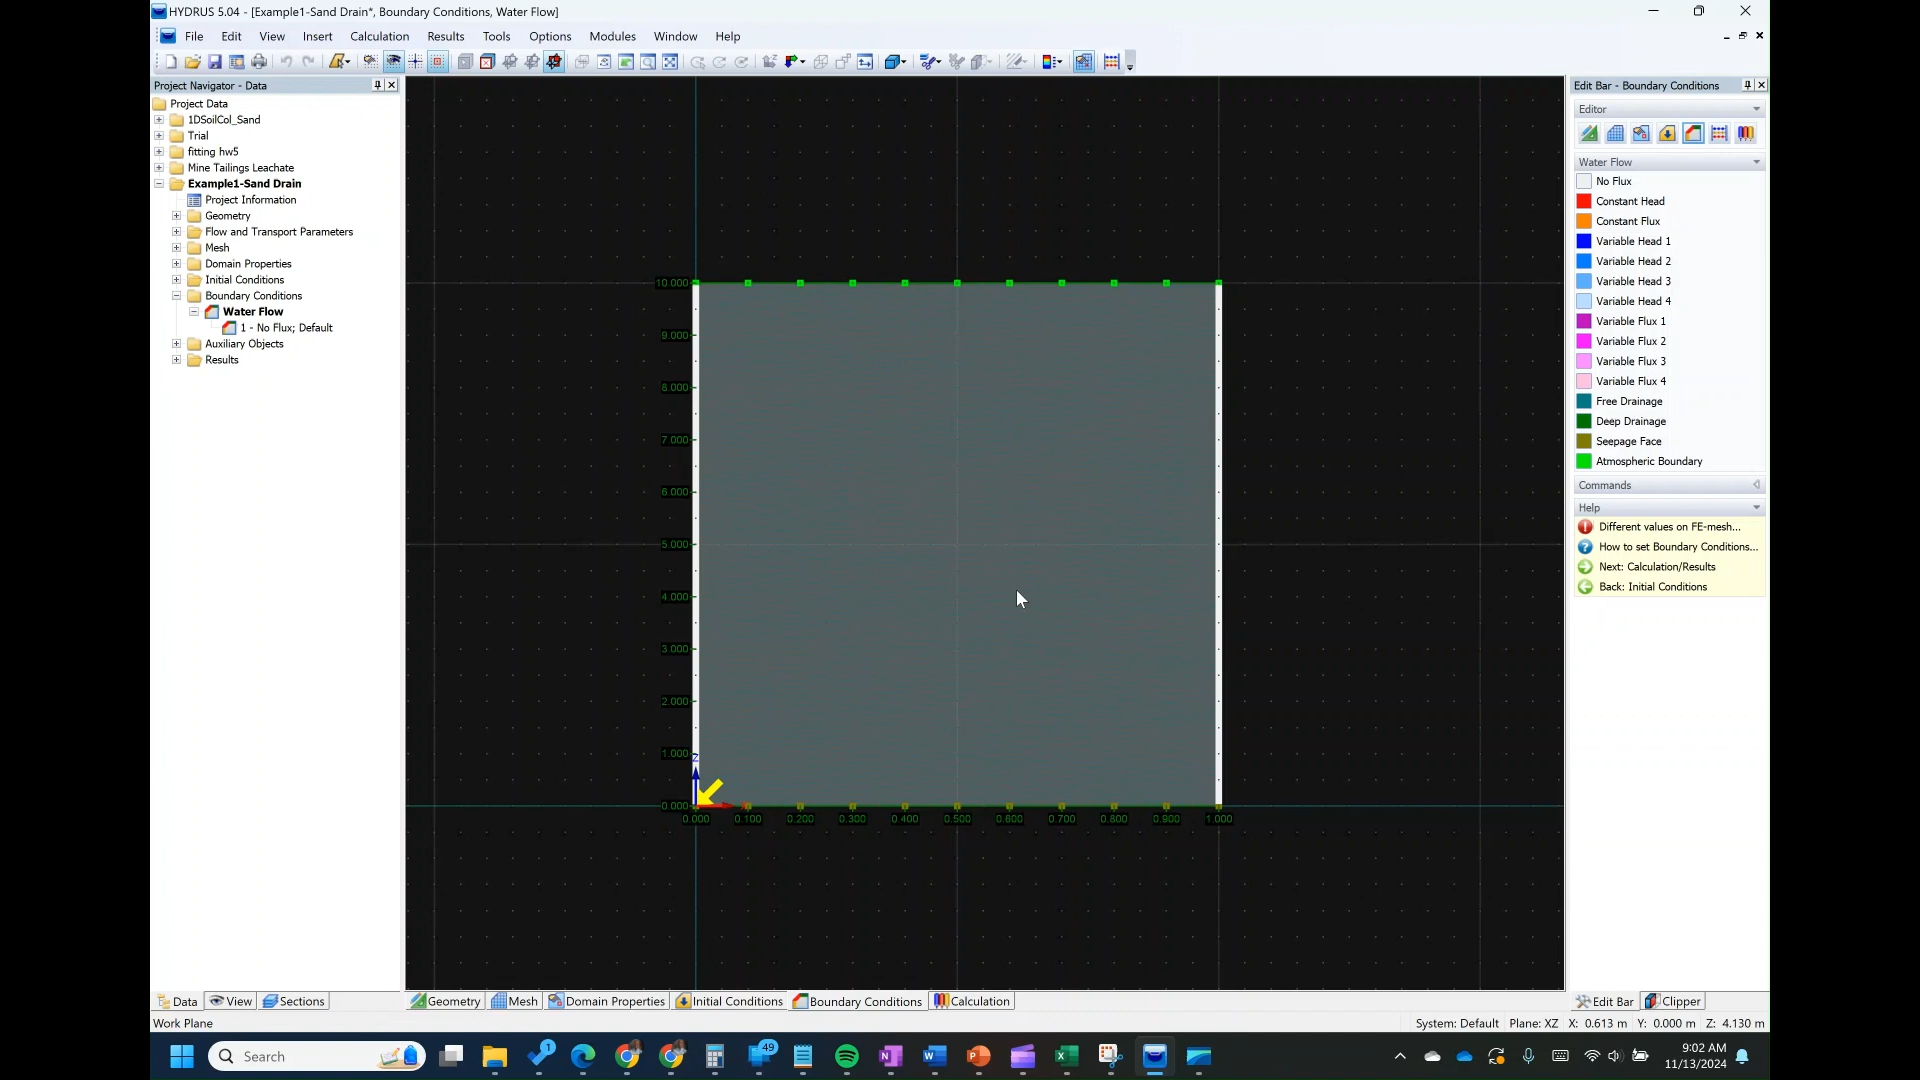 HYDRUS 5.04 - [Example1-Sand Drain*, Boundary Conditions, Water Flow]
File Edit View Insert Calculation Results Tools Options Modules Window Help
Project Navigator - Data
Project Data
1DSoilCol_Sand
Trial
fitting hw5
Mine Tailings Leachate
Example1-Sand Drain
Project Information
Geometry
Flow and Transport Parameters
Mesh
Domain Properties
Initial Conditions
Boundary Conditions
Water Flow
1 - No Flux; Default
Auxiliary Objects
Results
10.000
9.000
8.000
7.000
6.000
5.000
4.000
3.000
2.000
1.000
Z
0.000
0.000 0.100 0.200 0.300 0.400 0.500 0.600 0.700 0.800 0.900 1.000
Edit Bar - Boundary Conditions
Editor
Water Flow
No Flux
Constant Head
Constant Flux
Variable Head 1
Variable Head 2
Variable Head 3
Variable Head 4
Variable Flux 1
Variable Flux 2
Variable Flux 3
Variable Flux 4
Free Drainage
Deep Drainage
Seepage Face
Atmospheric Boundary
Commands
Help
Different values on FE-mesh...
How to set Boundary Conditions...
Next: Calculation/Results
Back: Initial Conditions
Data View Sections
Geometry Mesh Domain Properties Initial Conditions Boundary Conditions Calculation
Edit Bar Clipper
Work Plane
System: Default Plane: XZ X: 0.613 m Y: 0.000 m Z: 4.130 m
Search
1
49
9:02 AM
11/13/2024